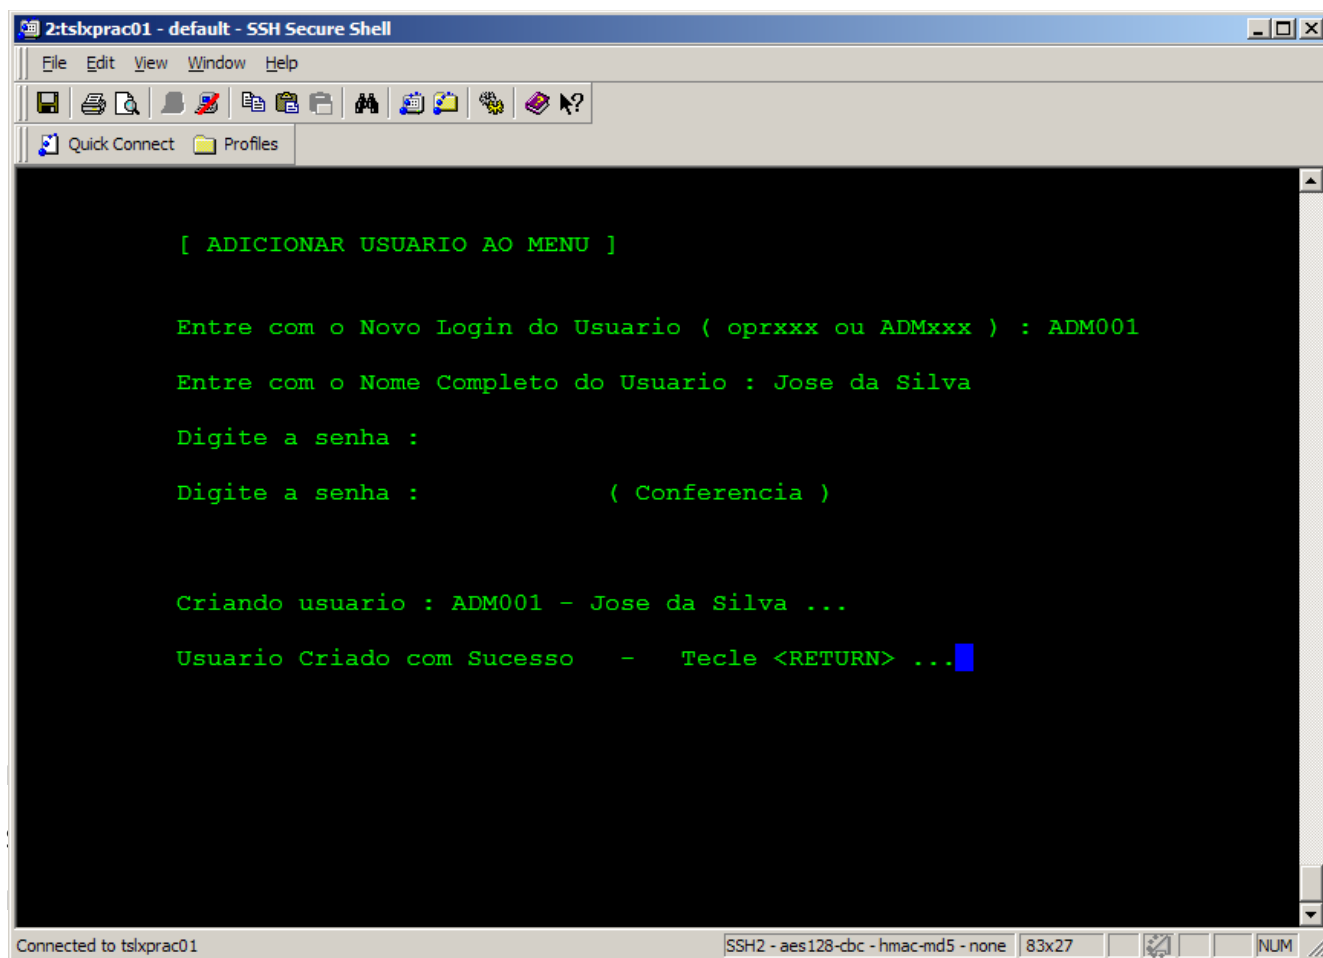 2:tslxprac01 - default - SSH Secure Shell
File Edit View Window Help
Quick Connect Profiles
[ ADICIONAR USUARIO AO MENU ]
Entre com o Novo Login do Usuario ( oprxxx ou ADMxxx ) : ADM001
Entre com o Nome Completo do Usuario : Jose da Silva
Digite a senha :
Digite a senha : ( Conferencia )
Criando usuario : ADM001 - Jose da Silva ...
Usuario Criado com Sucesso - Tecle <RETURN> ...
Connected to tslxprac01 SSH2 - aes128-cbc - hmac-md5 - none 83x27 NUM